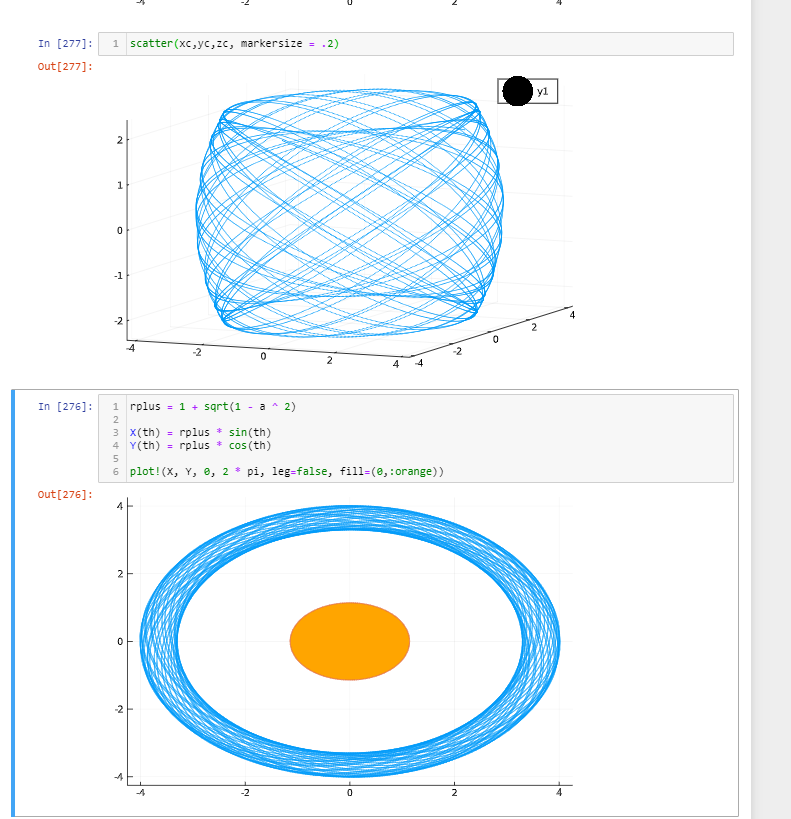 -4 -2 0 2 4
In [277]: 1 scatter(xc,yc,zc, markersize = .2)
Out[277]:
y1
2
1
0
-1
-2
-4 -2 0 2 4
-4 -2 0 2 4
In [276]: 1 rplus = 1 + sqrt(1 - a ^ 2)
2
3 X(th) = rplus * sin(th)
4 Y(th) = rplus * cos(th)
5
6 plot!(X, Y, 0, 2 * pi, leg=false, fill=(0,:orange))
Out[276]:
4
2
0
-2
-4
-4 -2 0 2 4